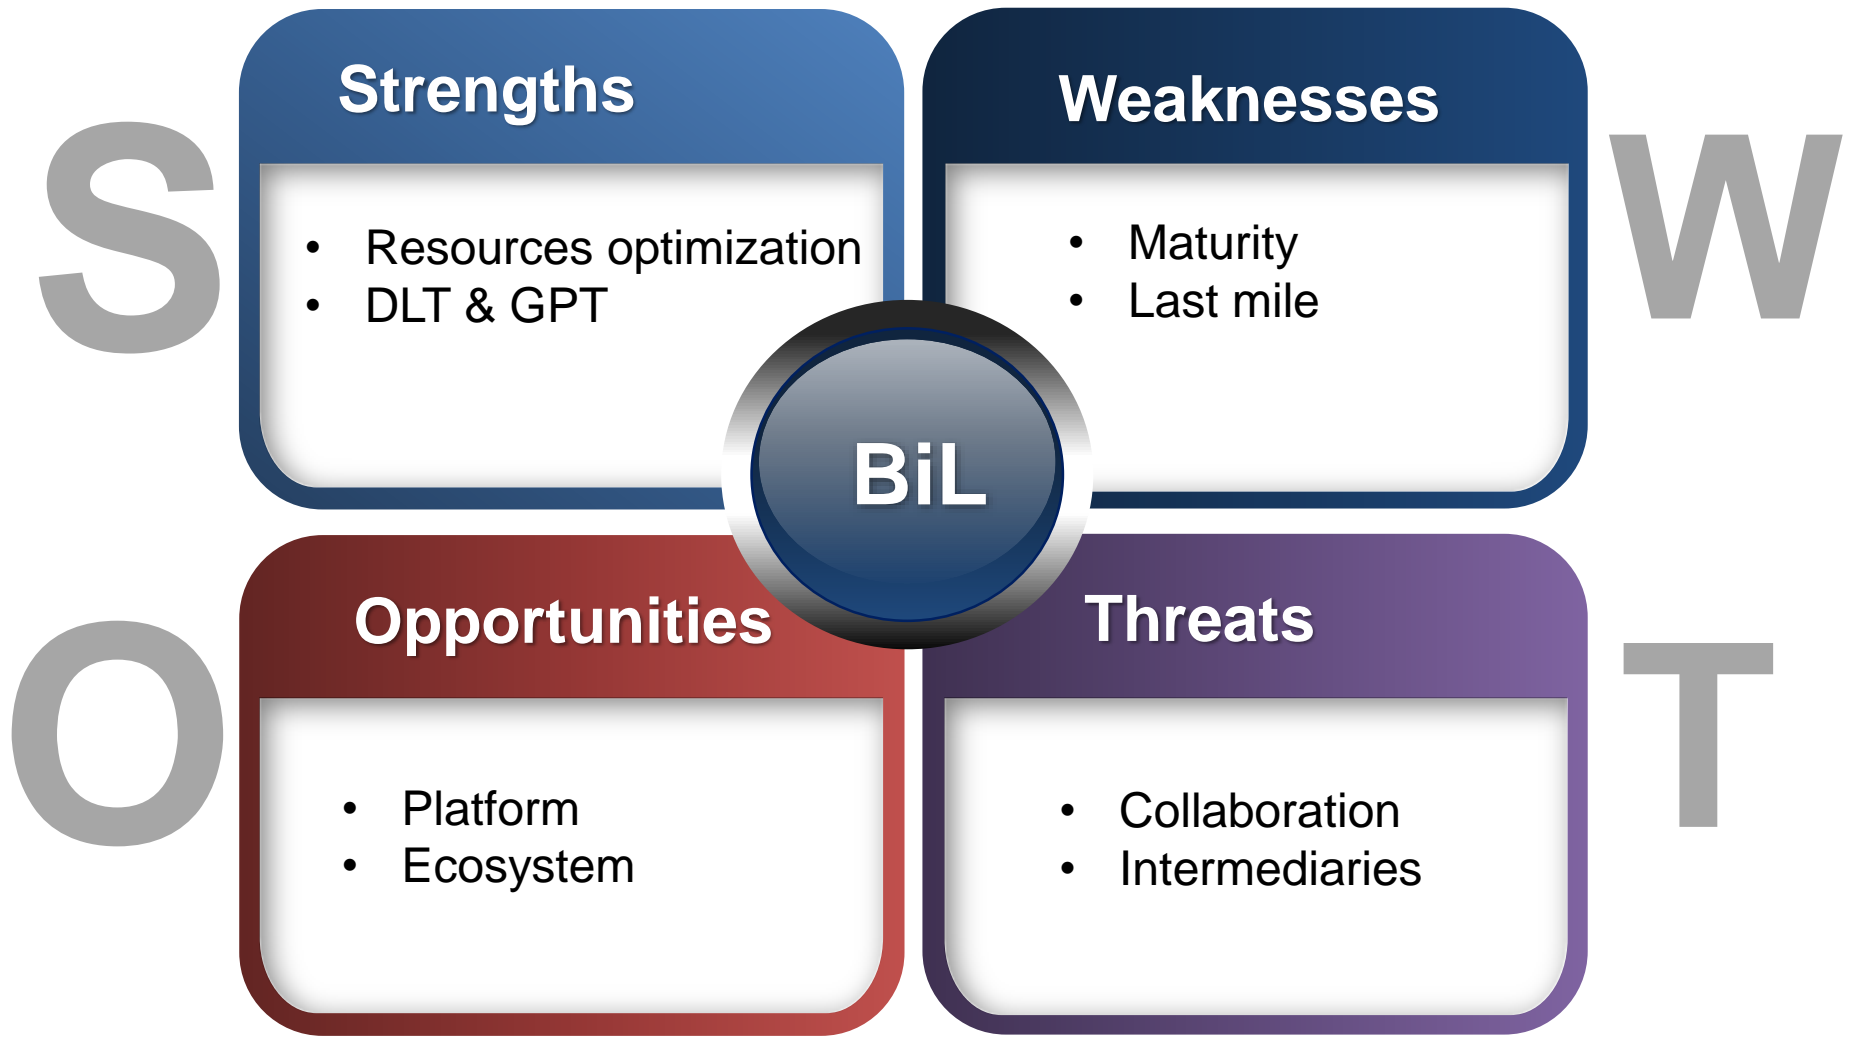 S
Strengths
• Resources optimization
• DLT & GPT
W
Weaknesses
• Maturity
• Last mile
BiL
O
Opportunities
• Platform
• Ecosystem
T
Threats
• Collaboration
• Intermediaries